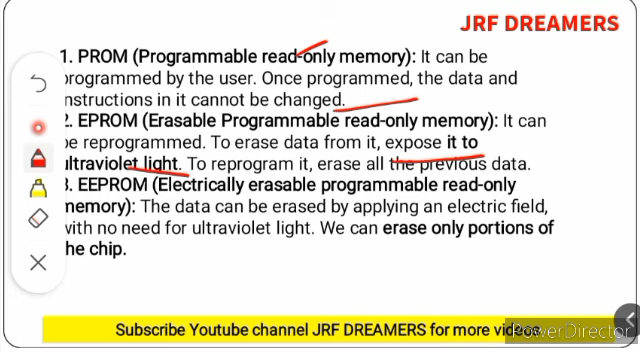 JRF DREAMERS
1. PROM (Programmable read-only memory): It can be
programmed by the user. Once programmed, the data and
instructions in it cannot be changed.
2. EPROM (Erasable Programmable read-only memory): It can
be reprogrammed. To erase data from it, expose it to
ultraviolet light. To reprogram it, erase all the previous data.
3. EEPROM (Electrically erasable programmable read-only
memory): The data can be erased by applying an electric field,
with no need for ultraviolet light. We can erase only portions of
the chip.
Subscribe Youtube channel JRF DREAMERS for more videos
PowerDirector